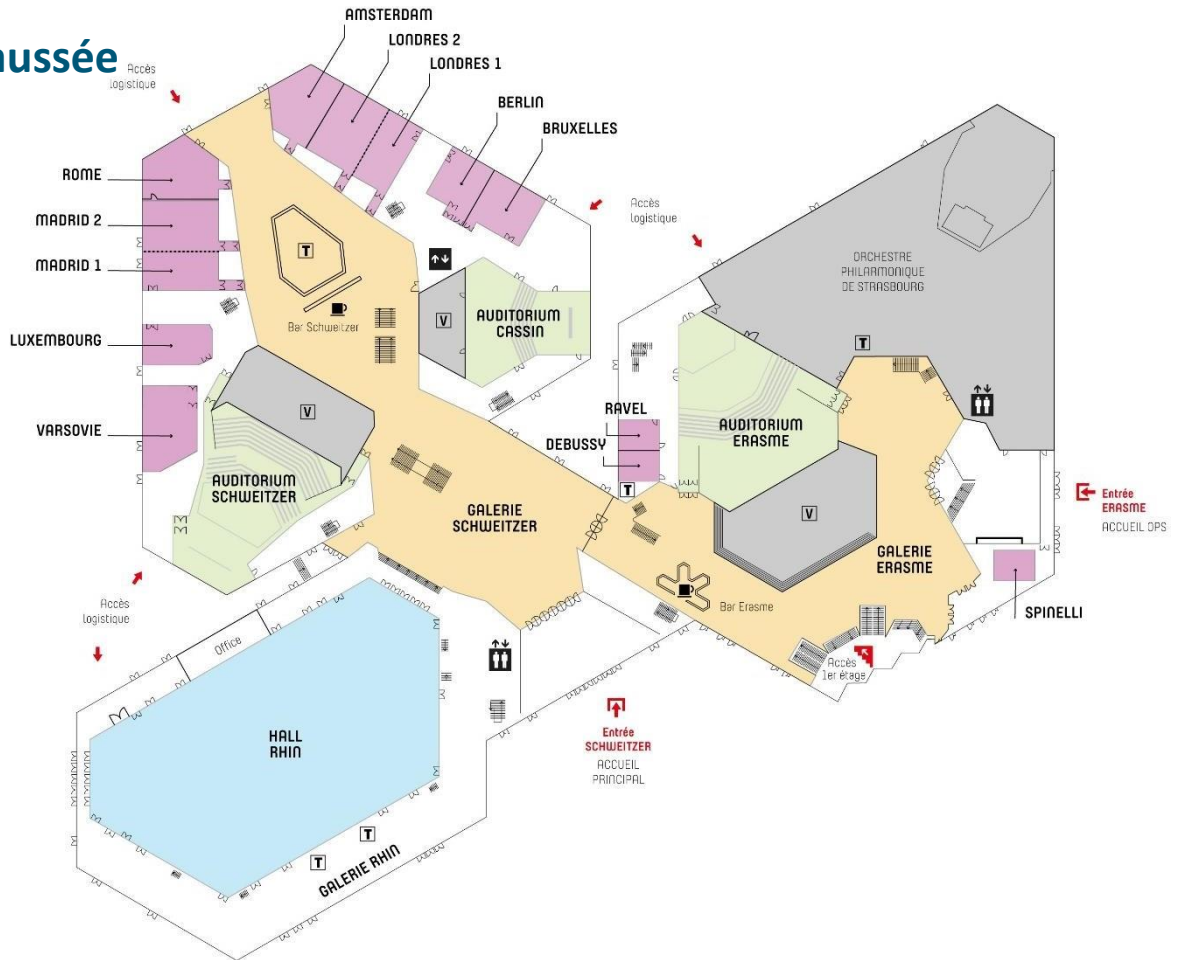 aussée
AMSTERDAM
LONDRES 2
LONDRES 1
BERLIN
BRUXELLES
Accès
logistique
ROME
MADRID 2
MADRID 1
LUXEMBOURG
VARSOVIE
T
Bar Schweitzer
V
AUDITORIUM
CASSIN
V
AUDITORIUM
SCHWEITZER
Accès
logistique
ORCHESTRE
PHILARMONIQUE
DE STRASBOURG
T
RAVEL
DEBUSSY
T
AUDITORIUM
ERASME
V
GALERIE
SCHWEITZER
GALERIE
ERASME
Bar Erasme
Entrée
ERASME
ACCUEIL OPS
SPINELLI
Accès
1er étage
Accès
logistique
Office
HALL
RHIN
Entrée
SCHWEITZER
ACCUEIL
PRINCIPAL
T
T
GALERIE RHIN